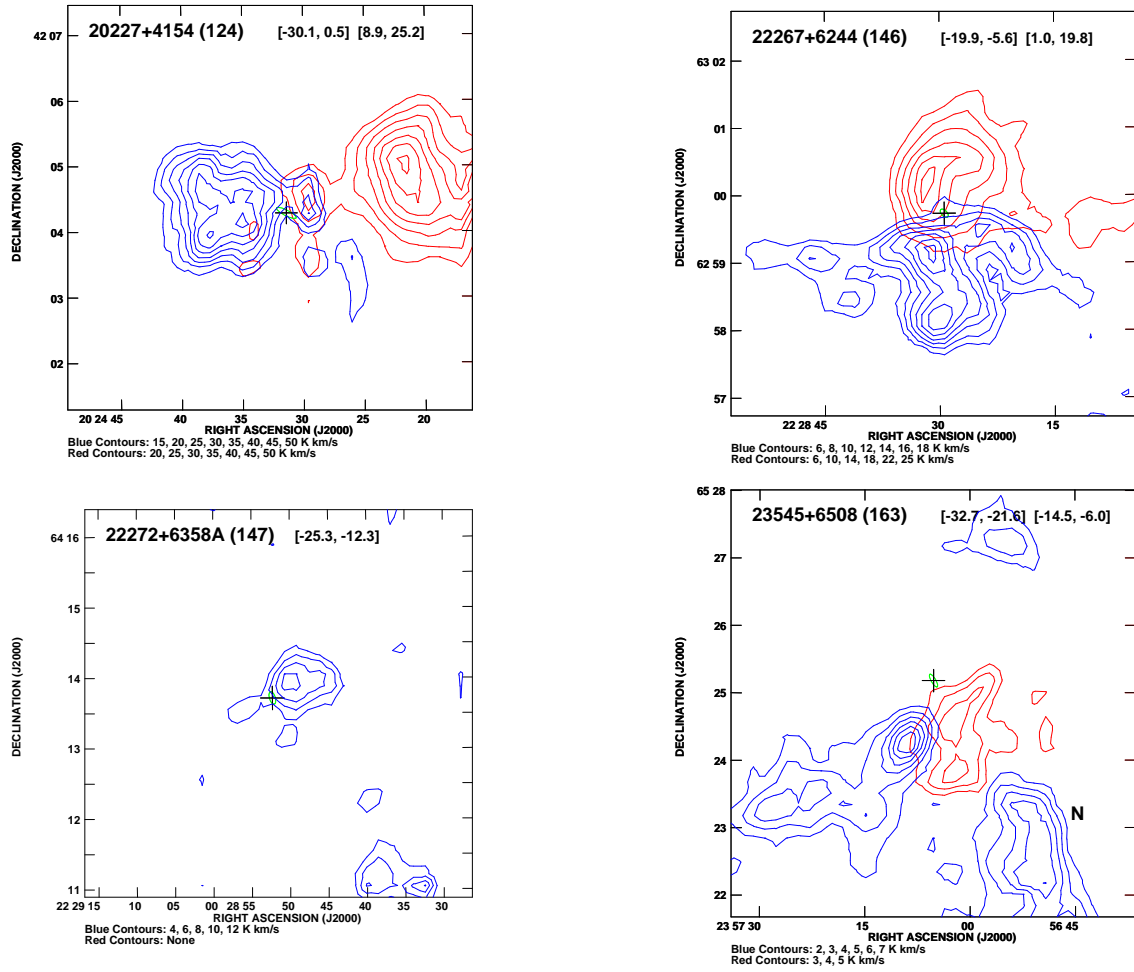 20227+4154 (124) [-30.1, 0.5] [8.9, 25.2]
42 07
06
05
04
03
02
DECLINATION (J2000)
20 24 45 40 35 30 25 20
RIGHT ASCENSION (J2000)
Blue Contours: 15, 20, 25, 30, 35, 40, 45, 50 K km/s
Red Contours: 20, 25, 30, 35, 40, 45, 50 K km/s
22267+6244 (146) [-19.9, -5.6] [1.0, 19.8]
63 02
01
00
62 59
58
57
DECLINATION (J2000)
22 28 45 30 15
RIGHT ASCENSION (J2000)
Blue Contours: 6, 8, 10, 12, 14, 16, 18 K km/s
Red Contours: 6, 10, 14, 18, 22, 25 K km/s
22272+6358A (147) [-25.3, -12.3]
64 16
15
14
13
12
11
DECLINATION (J2000)
22 29 15 10 05 00 28 55 50 45 40 35 30
RIGHT ASCENSION (J2000)
Blue Contours: 4, 6, 8, 10, 12 K km/s
Red Contours: None
65 28
23545+6508 (163) [-32.7, -21.6] [-14.5, -6.0]
27
26
25
24
23
22
N
DECLINATION (J2000)
23 57 30 15 00 56 45
RIGHT ASCENSION (J2000)
Blue Contours: 2, 3, 4, 5, 6, 7 K km/s
Red Contours: 3, 4, 5 K km/s